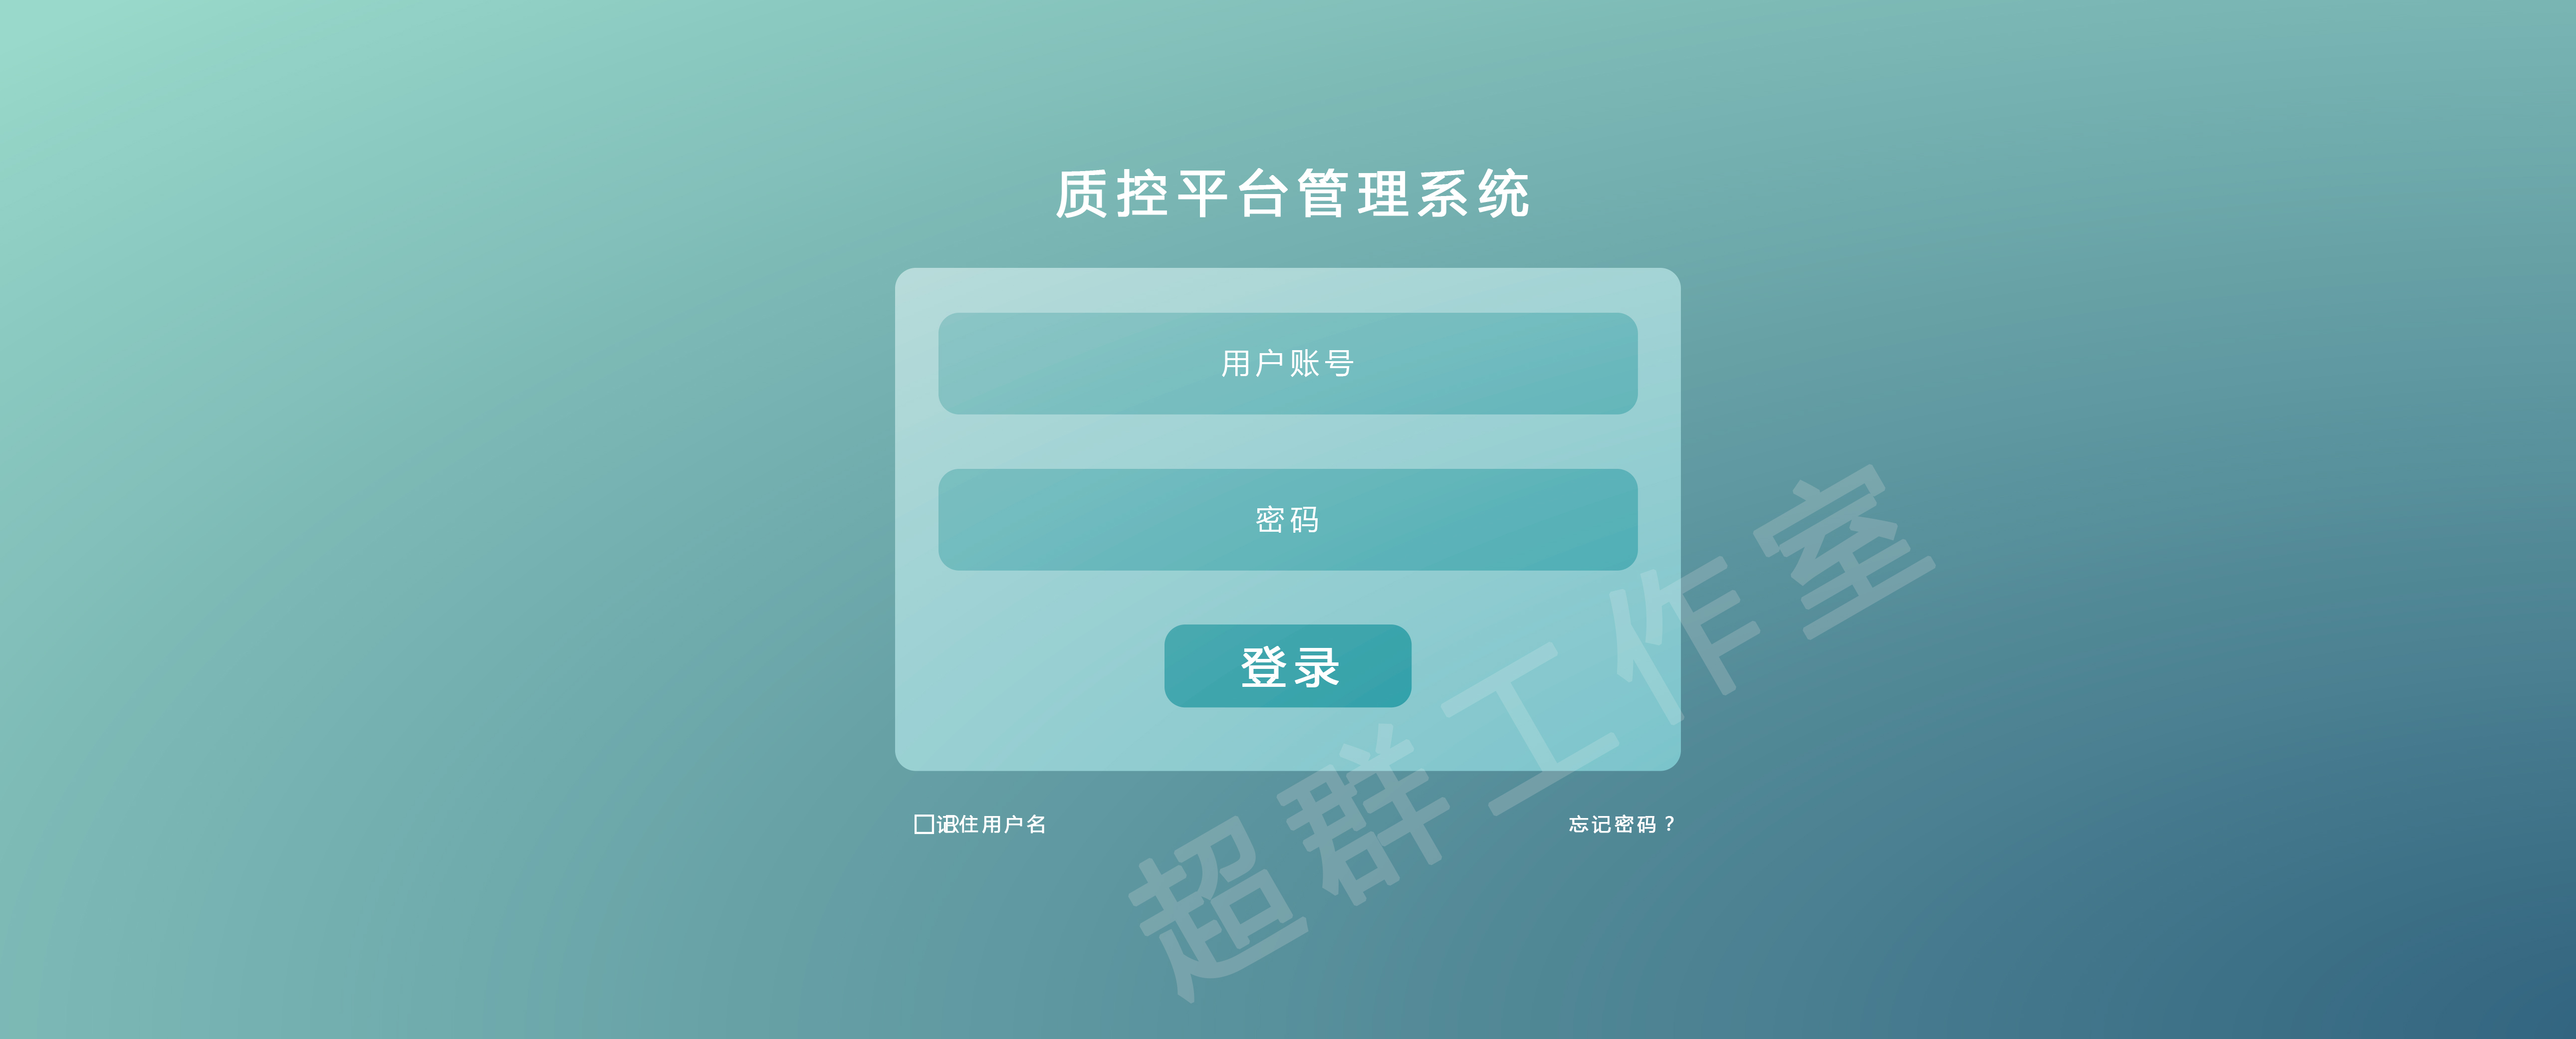 质控平台管理系统
用户账号
密码
登录
记住用户名
忘记密码？
超群工作室